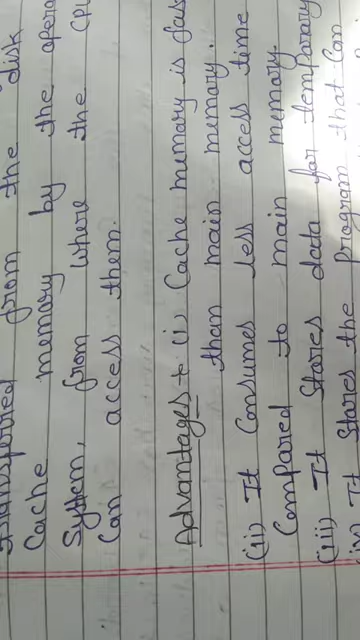 transferred from the disk
Cache memory by the opera
System, from where the CPU
Can access them.
Advantages :- (i) Cache memory is fas
than main memory.
(ii) It Consumes less access time
Compared to main memory.
(iii) It Stores data for temporary
(iv) It Stores the program that Can